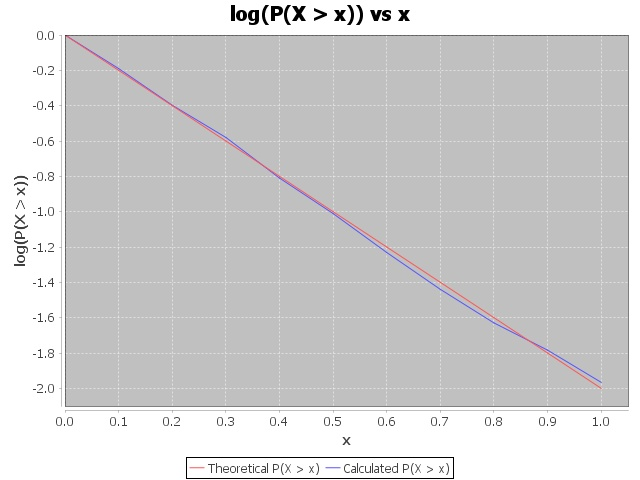 log(P(X > x)) vs x
0.0
-0.2
-0.4
-0.6
-0.8
-1.0
-1.2
-1.4
-1.6
-1.8
-2.0
log(P(X > x))
0.0 0.1 0.2 0.3 0.4 0.5 0.6 0.7 0.8 0.9 1.0
x
Theoretical P(X > x) Calculated P(X > x)